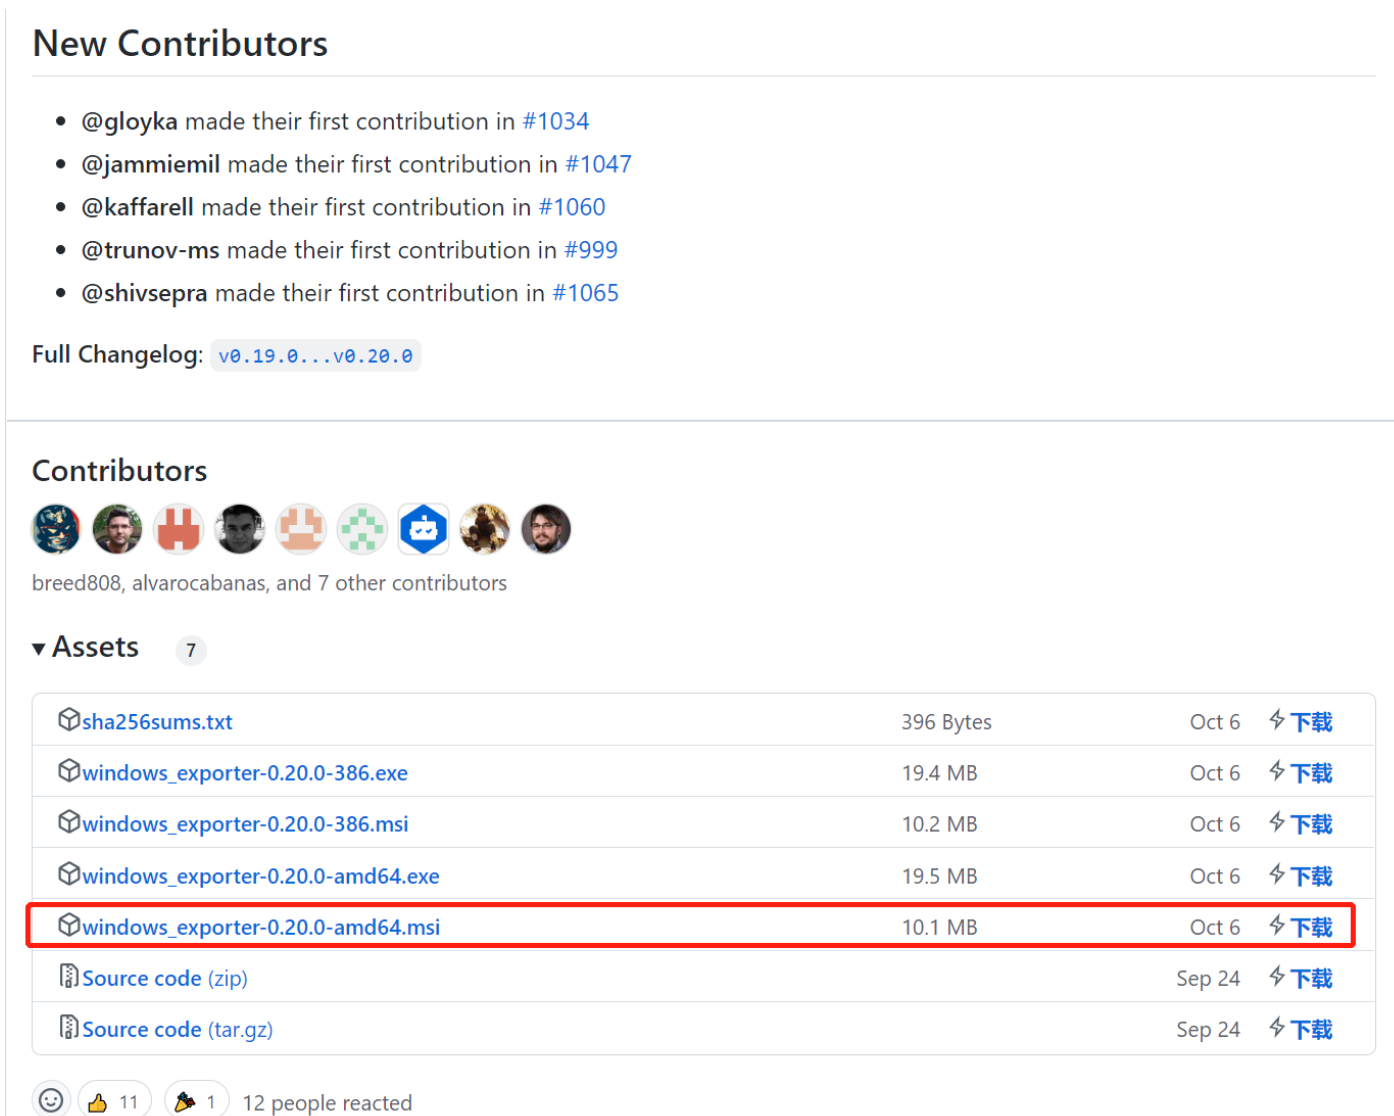 New Contributors
@gloyka made their first contribution in #1034
@jammiemil made their first contribution in #1047
@kaffarell made their first contribution in #1060
@trunov-ms made their first contribution in #999
@shivsepra made their first contribution in #1065
Full Changelog: v0.19.0...v0.20.0
Contributors
breed808, alvarocabanas, and 7 other contributors
Assets 7
sha256sums.txt 396 Bytes Oct 6 下载
windows_exporter-0.20.0-386.exe 19.4 MB Oct 6 下载
windows_exporter-0.20.0-386.msi 10.2 MB Oct 6 下载
windows_exporter-0.20.0-amd64.exe 19.5 MB Oct 6 下载
windows_exporter-0.20.0-amd64.msi 10.1 MB Oct 6 下载
Source code (zip) Sep 24 下载
Source code (tar.gz) Sep 24 下载
11 1 12 people reacted